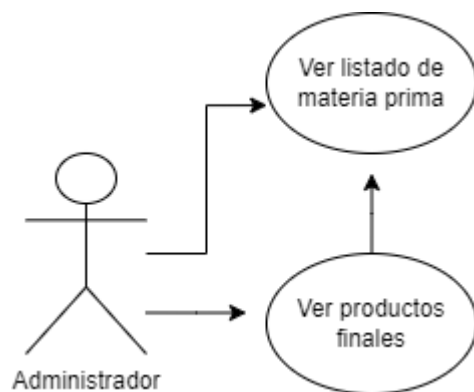 Ver listado de
materia prima
Ver productos
finales
Administrador